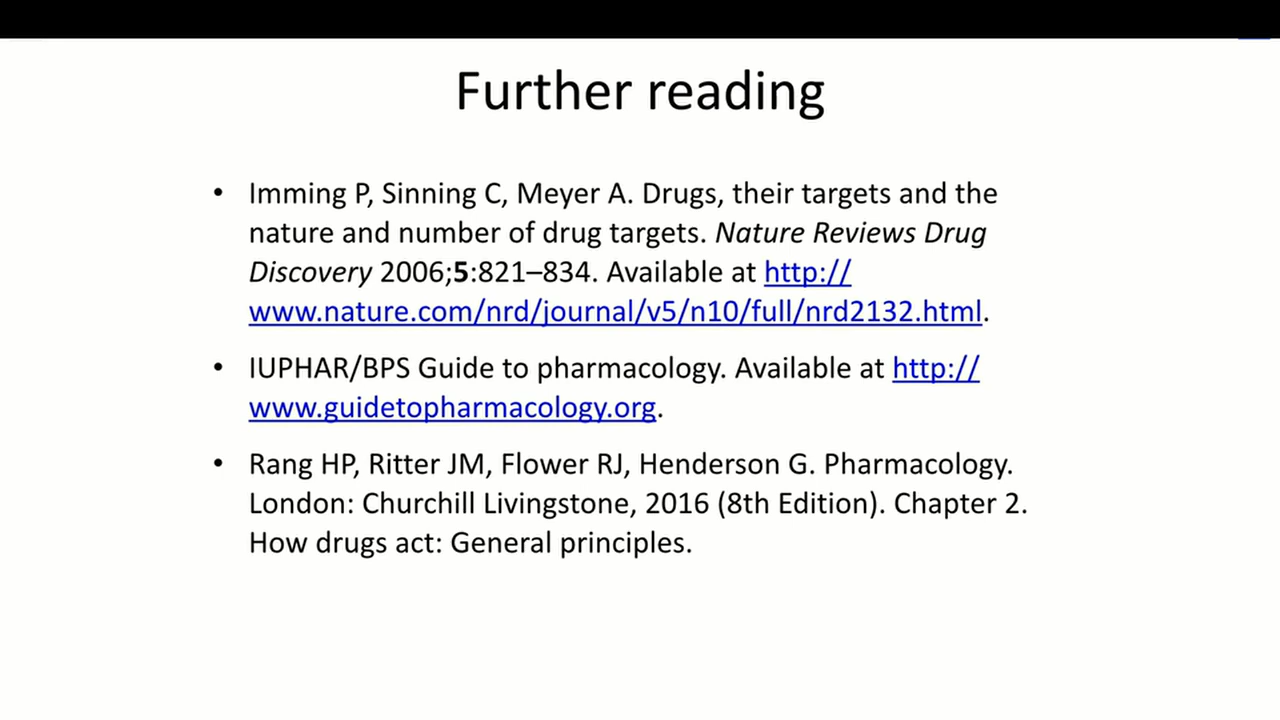 Further reading
• Imming P, Sinning C, Meyer A. Drugs, their targets and the
nature and number of drug targets. Nature Reviews Drug
Discovery 2006;5:821–834. Available at http://
www.nature.com/nrd/journal/v5/n10/full/nrd2132.html.
• IUPHAR/BPS Guide to pharmacology. Available at http://
www.guidetopharmacology.org.
• Rang HP, Ritter JM, Flower RJ, Henderson G. Pharmacology.
London: Churchill Livingstone, 2016 (8th Edition). Chapter 2.
How drugs act: General principles.